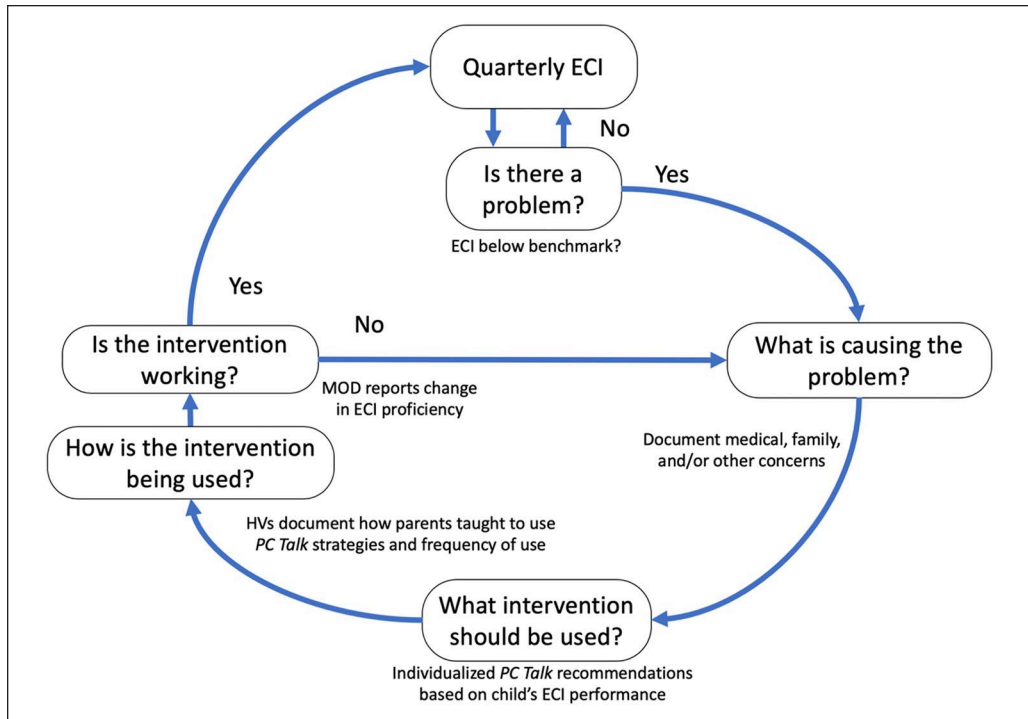 Quarterly ECI
No
Is there a
problem?
Yes
ECI below benchmark?
Yes
No
Is the intervention
working?
What is causing the
problem?
MOD reports change
in ECI proficiency
How is the intervention
being used?
Document medical, family,
and/or other concerns
HVs document how parents taught to use
PC Talk strategies and frequency of use
What intervention
should be used?
Individualized PC Talk recommendations
based on child's ECI performance